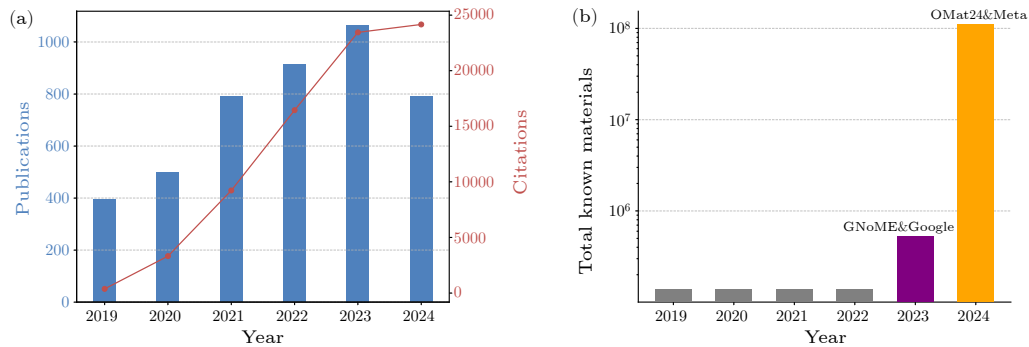 (a)
1000
800
600
400
200
0
Publications
25000
20000
15000
10000
5000
0
Citations
2019 2020 2021 2022 2023 2024
Year
(b)
OMat24&Meta
GNoME&Google
10⁸
10⁷
10⁶
Total known materials
2019 2020 2021 2022 2023 2024
Year